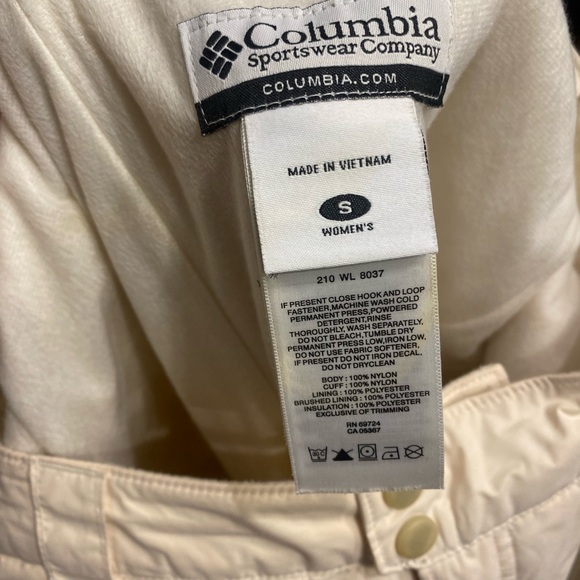 Columbia
Sportswear Company
COLUMBIA.COM
MADE IN VIETNAM
S
WOMEN'S
210 WL 8037
IF PRESENT CLOSE HOOK AND LOOP
FASTENER,MACHINE WASH COLD
PERMANENT PRESS, POWDERED
DETERGENT,RINSE
THOROUGHLY, WASH SEPARATELY,
DO NOT BLEACH, TUMBLE DRY
PERMANENT PRESS LOW, IRON LOW.
DO NOT USE FABRIC SOFTENER,
IF PRESENT DO NOT IRON DECAL,
DO NOT DRYCLEAN
BODY : 100% NYLON
CUFF : 100% NYLON
LINING : 100% POLYESTER
BRUSHED LINING : 100% POLYESTER
INSULATION : 100% POLYESTER
EXCLUSIVE OF TRIMMING
RN 69724
CA 05367